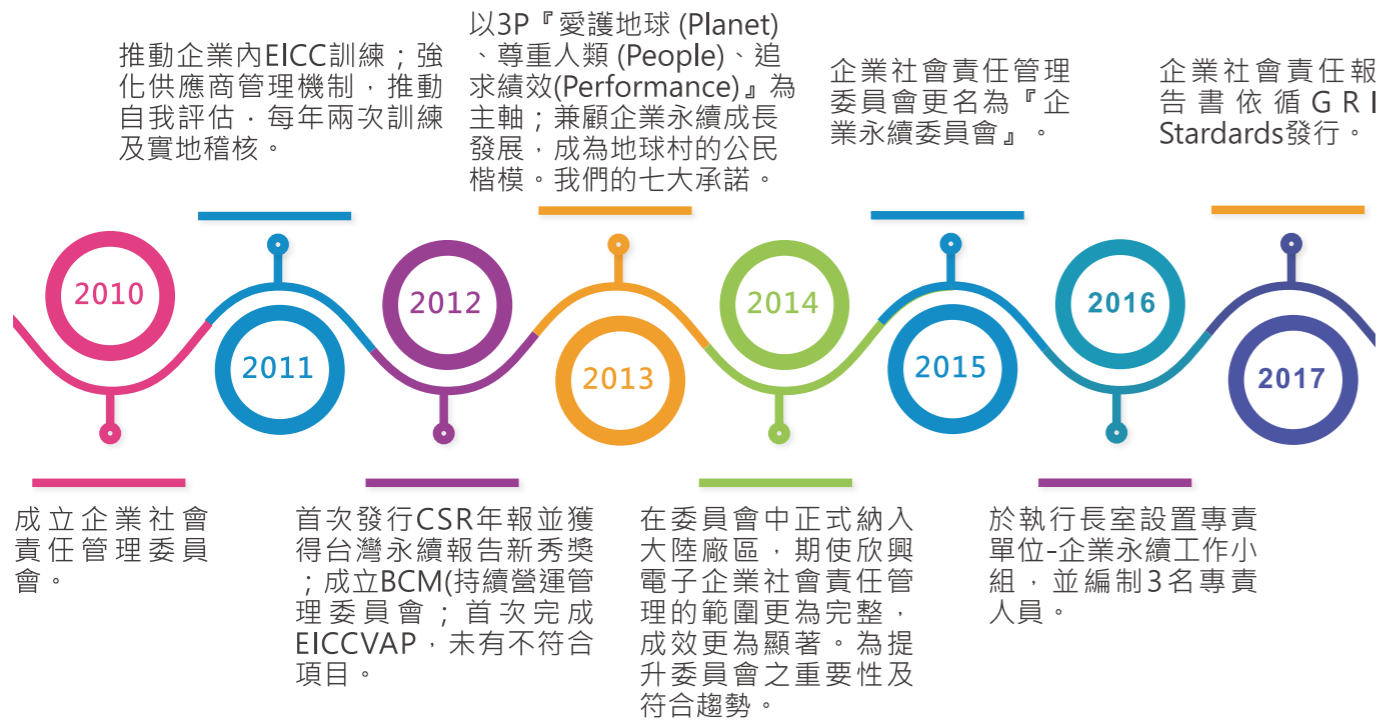 推動企業內EICC訓練；強
化供應商管理機制，推動
自我評估，每年兩次訓練
及實地稽核。
以3P『愛護地球 (Planet)
、尊重人類 (People)、追
求績效(Performance)』為
主軸；兼顧企業永續成長
發展，成為地球村的公民
楷模。我們的七大承諾。
企業社會責任管理
委員會更名為『企
業永續委員會』。
企業社會責任報
告書依循GRI
Stardards發行。
2010
2011
2012
2013
2014
2015
2016
2017
成立企業社會
責任管理委員
會。
首次發行CSR年報並獲
得台灣永續報告新秀獎
；成立BCM(持續營運管
理委員會；首次完成
EICCVAP，未有不符合
項目。
在委員會中正式納入
大陸廠區，期使欣興
電子企業社會責任管
理的範圍更為完整，
成效更為顯著。為提
升委員會之重要性及
符合趨勢。
於執行長室設置專責
單位-企業永續工作小
組，並編制3名專責
人員。